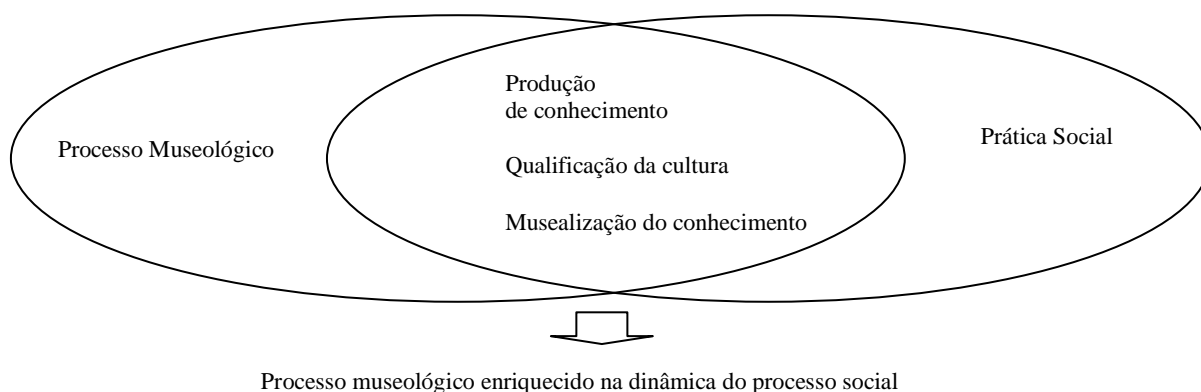 Processo Museológico
Produção
de conhecimento
Qualificação da cultura
Musealização do conhecimento
Prática Social
Processo museológico enriquecido na dinâmica do processo social